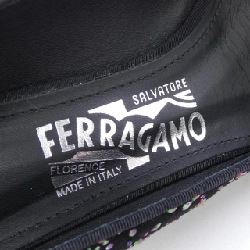 SALVATORE
FERRAGAMO
FLORENCE
MADE IN ITALY